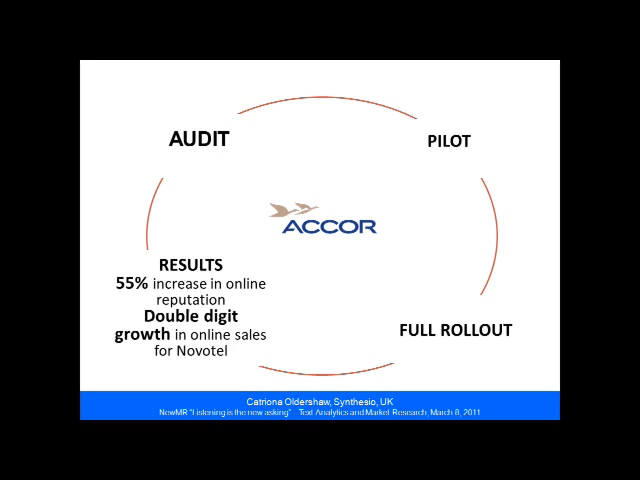 AUDIT
PILOT
ACCOR
RESULTS
55% increase in online
reputation
Double digit
growth in online sales
for Novotel
FULL ROLLOUT
Catriona Oldershaw, Synthesio, UK
NewMR "Listening is the new asking" Text Analytics and Market Research, March 8, 2011